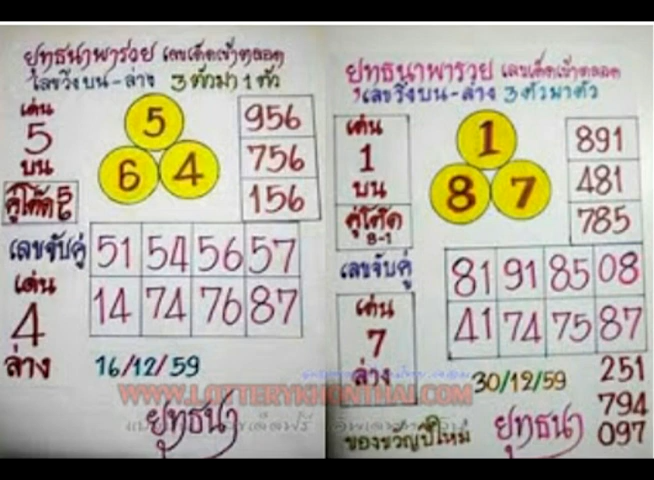 ยุทธนาพารวย เลขเด็ดเข้าตลอด
เลขวิ่งบน-ล่าง 3 ตัวมา 1 ตัว
เด่น
5
บน
คู่โต๊ด
5
6 4
956
756
156
เลขจับคู่
51 54 56 57
14 74 76 87
เด่น
4
ล่าง
16/12/59
ยุทธนา
ยุทธนาพารวย เลขเด็ดเข้าตลอด
เลขวิ่งบน-ล่าง 3 ตัวมาตัว
เด่น
1
บน
คู่โต๊ด
8-1
1
8 7
891
481
785
เลขจับคู่
81 91 85 08
41 74 75 87
เด่น
7
ล่าง
30/12/59
251
794
097
ของขวัญปีใหม่
ยุทธนา
WWW.LOTTERYKHONTHAI.COM